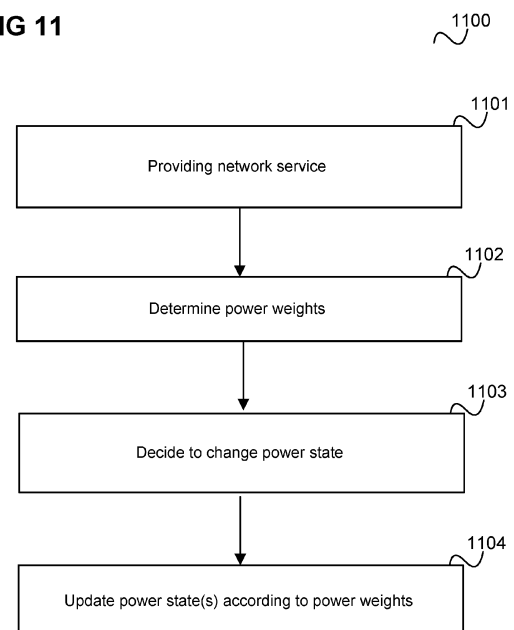 IG 11
1100
1101
Providing network service
1102
Determine power weights
1103
Decide to change power state
1104
Update power state(s) according to power weights